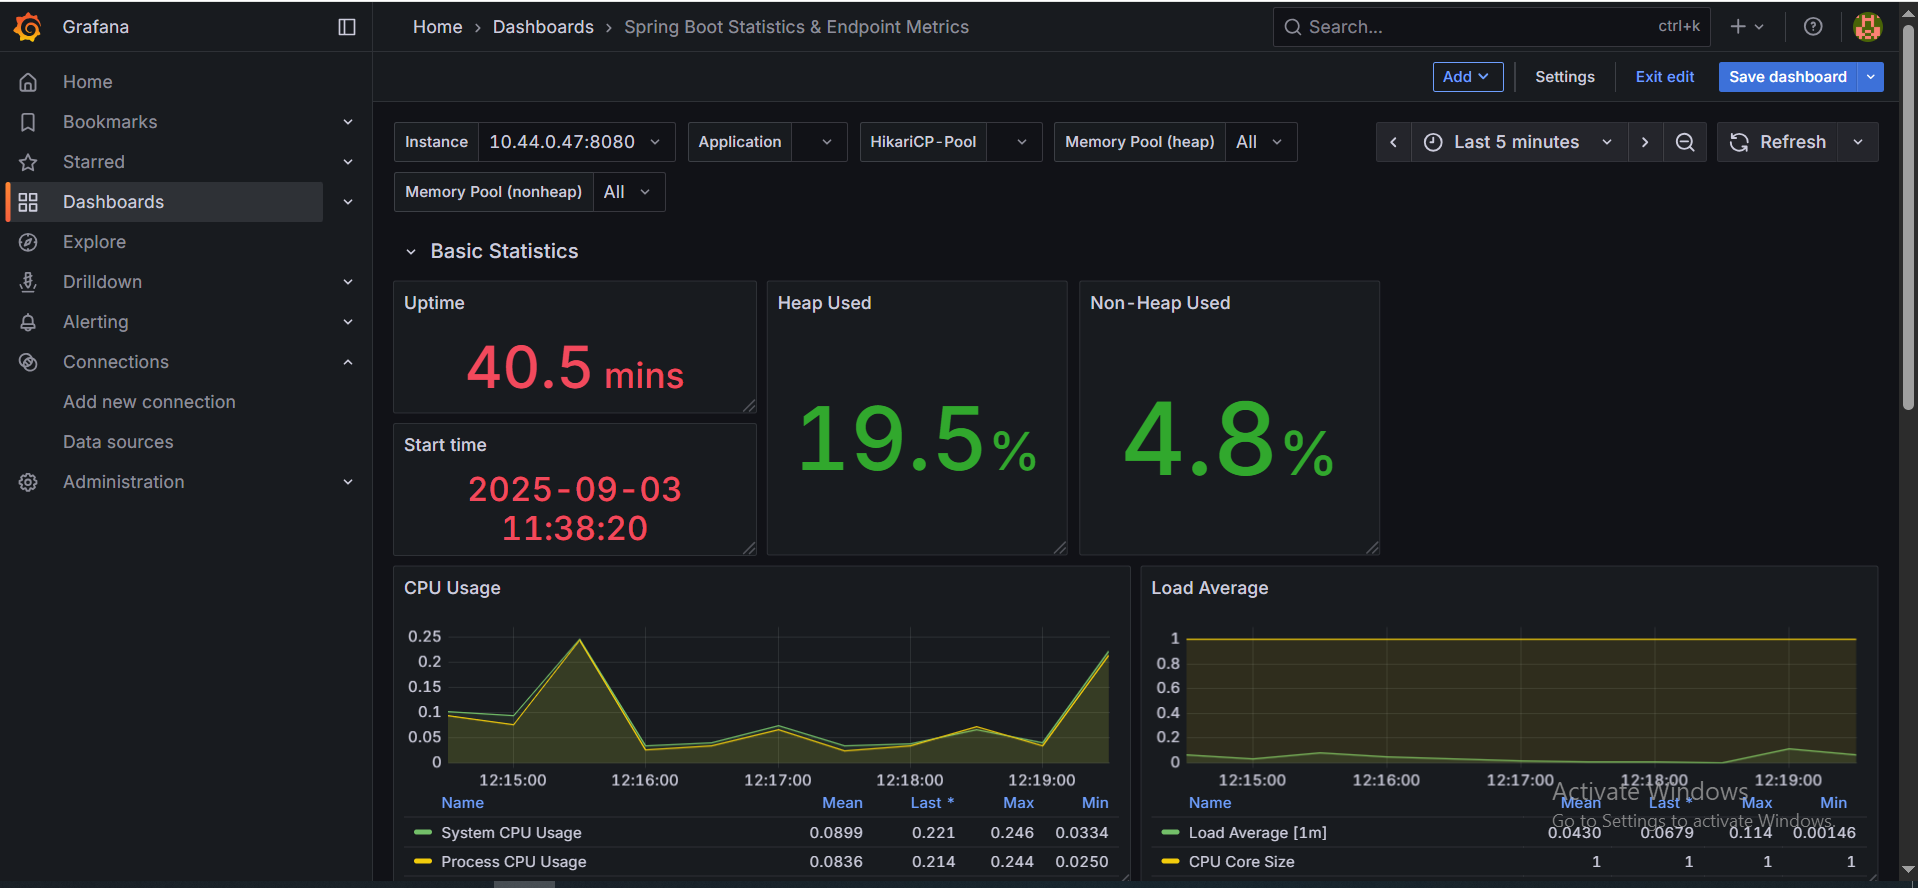 Grafana
Home › Dashboards › Spring Boot Statistics & Endpoint Metrics
Search...
ctrl+k
Home
Bookmarks
Starred
Dashboards
Explore
Drilldown
Alerting
Connections
Add new connection
Data sources
Administration
Add
Settings
Exit edit
Save dashboard
Instance 10.44.0.47:8080
Application
HikariCP-Pool
Memory Pool (heap) All
Last 5 minutes
Refresh
Memory Pool (nonheap) All
Basic Statistics
Uptime
40.5 mins
Start time
2025-09-03
11:38:20
Heap Used
19.5%
Non-Heap Used
4.8%
CPU Usage
0.25
0.2
0.15
0.1
0.05
0
12:15:00 12:16:00 12:17:00 12:18:00 12:19:00
Name Mean Last * Max Min
System CPU Usage 0.0899 0.221 0.246 0.0334
Process CPU Usage 0.0836 0.214 0.244 0.0250
Load Average
1
0.8
0.6
0.4
0.2
0
12:15:00 12:16:00 12:17:00 12:18:00 12:19:00
Name Mean Last * Max Min
Load Average [1m] 0.0430 0.0679 0.114 0.00146
CPU Core Size 1 1 1 1
Activate Windows
Go to Settings to activate Windows.